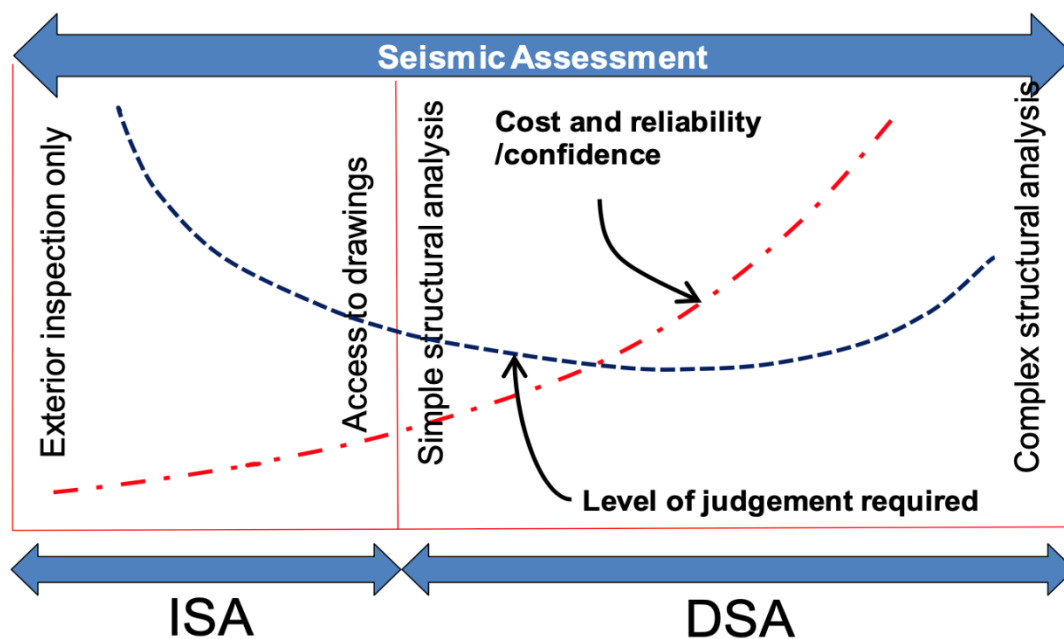 Seismic Assessment
Exterior inspection only
Access to drawings
Simple structural analysis
Cost and reliability
/confidence
Complex structural analysis
Level of judgement required
ISA
DSA